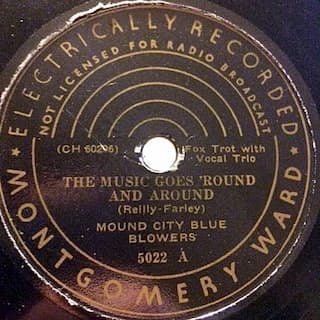 ★ ELECTRICALLY RECORDED ★
NOT LICENSED FOR RADIO BROADCAST
(CH 60296)
Fox Trot with
Vocal Trio
THE MUSIC GOES 'ROUND
AND AROUND
(Reilly-Farley)
MOUND CITY BLUE
BLOWERS
5022 A
MONTGOMERY WARD